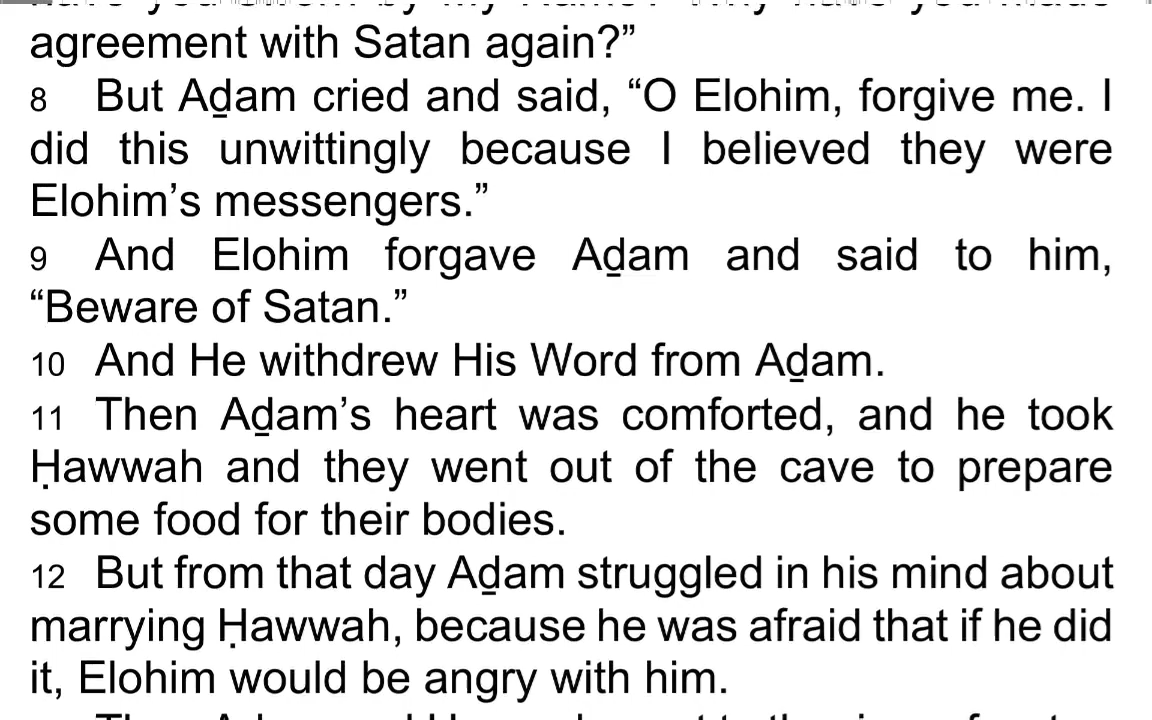 agreement with Satan again?”
8 But Aḏam cried and said, “O Elohim, forgive me. I
did this unwittingly because I believed they were
Elohim’s messengers.”
9 And Elohim forgave Aḏam and said to him,
“Beware of Satan.”
10 And He withdrew His Word from Aḏam.
11 Then Aḏam’s heart was comforted, and he took
Ḥawwah and they went out of the cave to prepare
some food for their bodies.
12 But from that day Aḏam struggled in his mind about
marrying Ḥawwah, because he was afraid that if he did
it, Elohim would be angry with him.